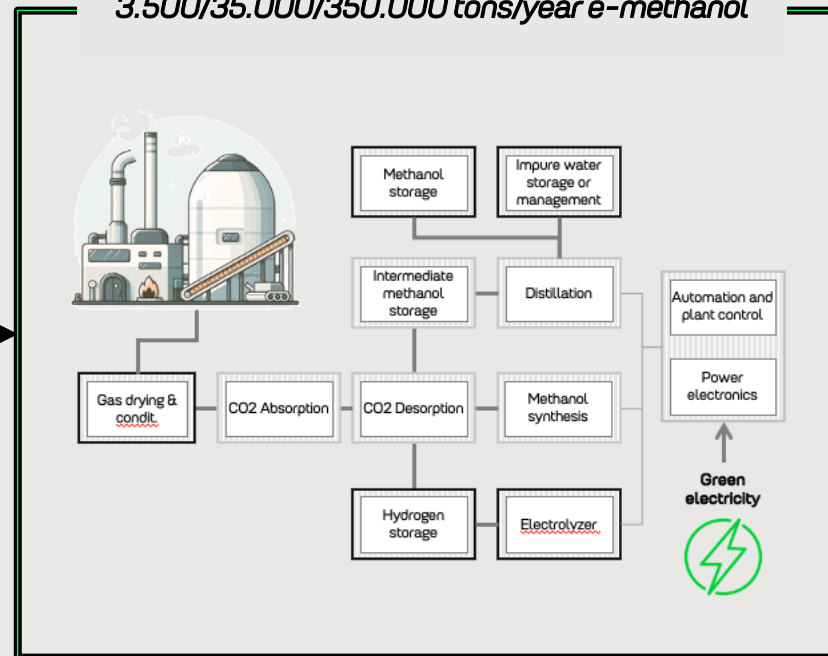 3.500/35.000/350.000 tons/year e-methanol
Methanol
storage
Impure water
storage or
management
Intermediate
methanol
storage
Distillation
Automation and
plant control
Power
electronics
Gas drying &
condit.
CO2 Absorption
CO2 Desorption
Methanol
synthesis
Hydrogen
storage
Electrolyzer
Green
electricity